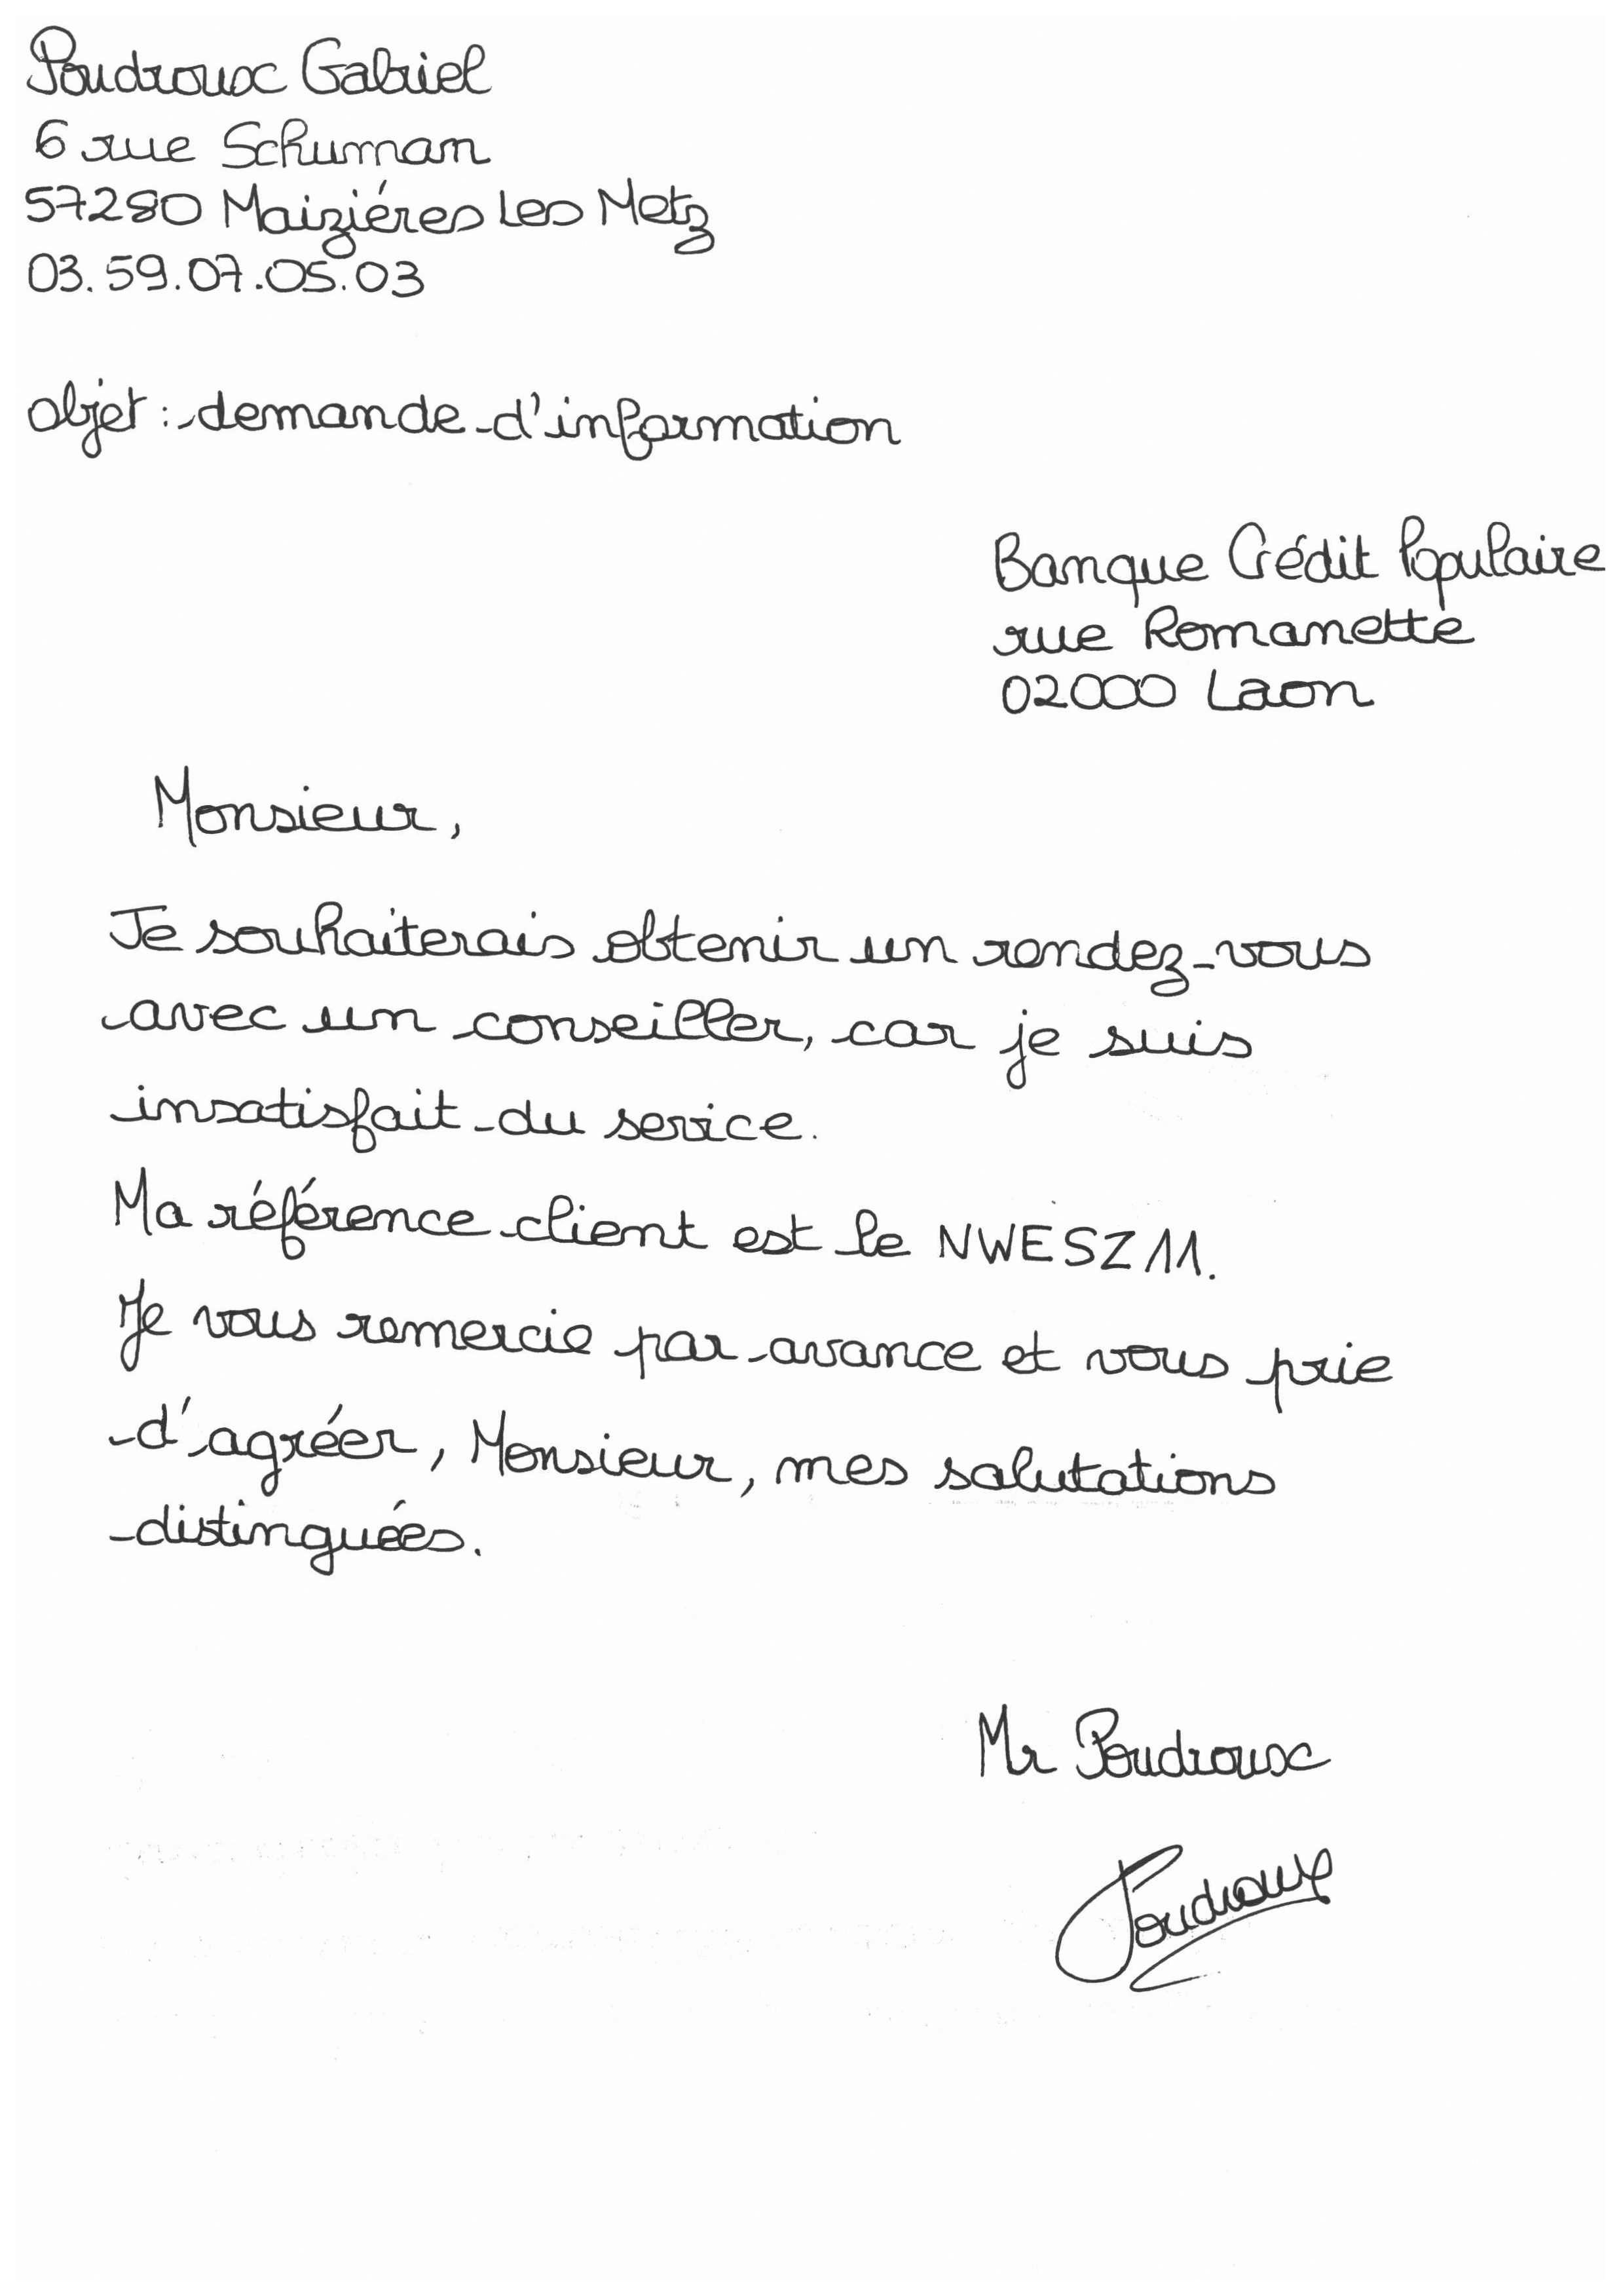 Poudroux Gabriel
6 rue Schuman
57280 Maiziéres Les Metz
03.59.07.05.03
objet : demande d'information
Banque Crédit Populaire
rue Romanette
02000 Laon
Monsieur,
Je souhaiterais obtenir un rendez-vous
avec un conseiller, car je suis
insatisfait du service.
Ma référence client est le NWESZ11.
Je vous remercie par avance et vous prie
d'agréer, Monsieur, mes salutations
distinguées.
Mr Poudroux
Poudroux